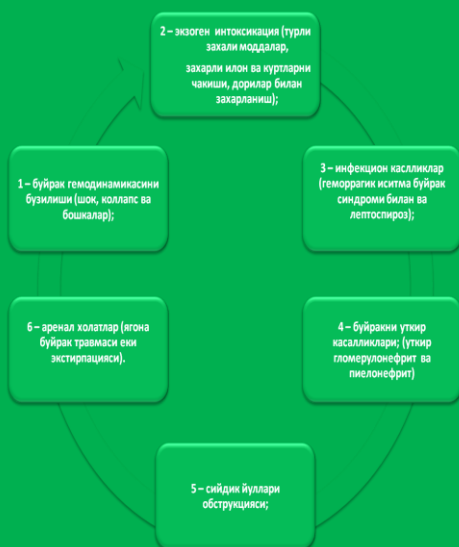 2 – экзоген интоксикация (турли
захали моддалар,
захарли илон ва куртларни
чакиши, дорилар билан
захарланиш);
1 – буйрак гемодинамикасини
бузилиши (шок, коллапс ва
бошкалар);
3 – инфекцион каслликлар
(геморрагик иситма буйрак
синдроми билан ва
лептоспироз);
6 – аренал холатлар (ягона
буйрак травмаси еки
экстирпацияси).
4 – буйракни уткир
касалликлари; (уткир
гломерулонефрит ва
пиелонефрит)
5 – сийдик йуллари
обструкцияси;